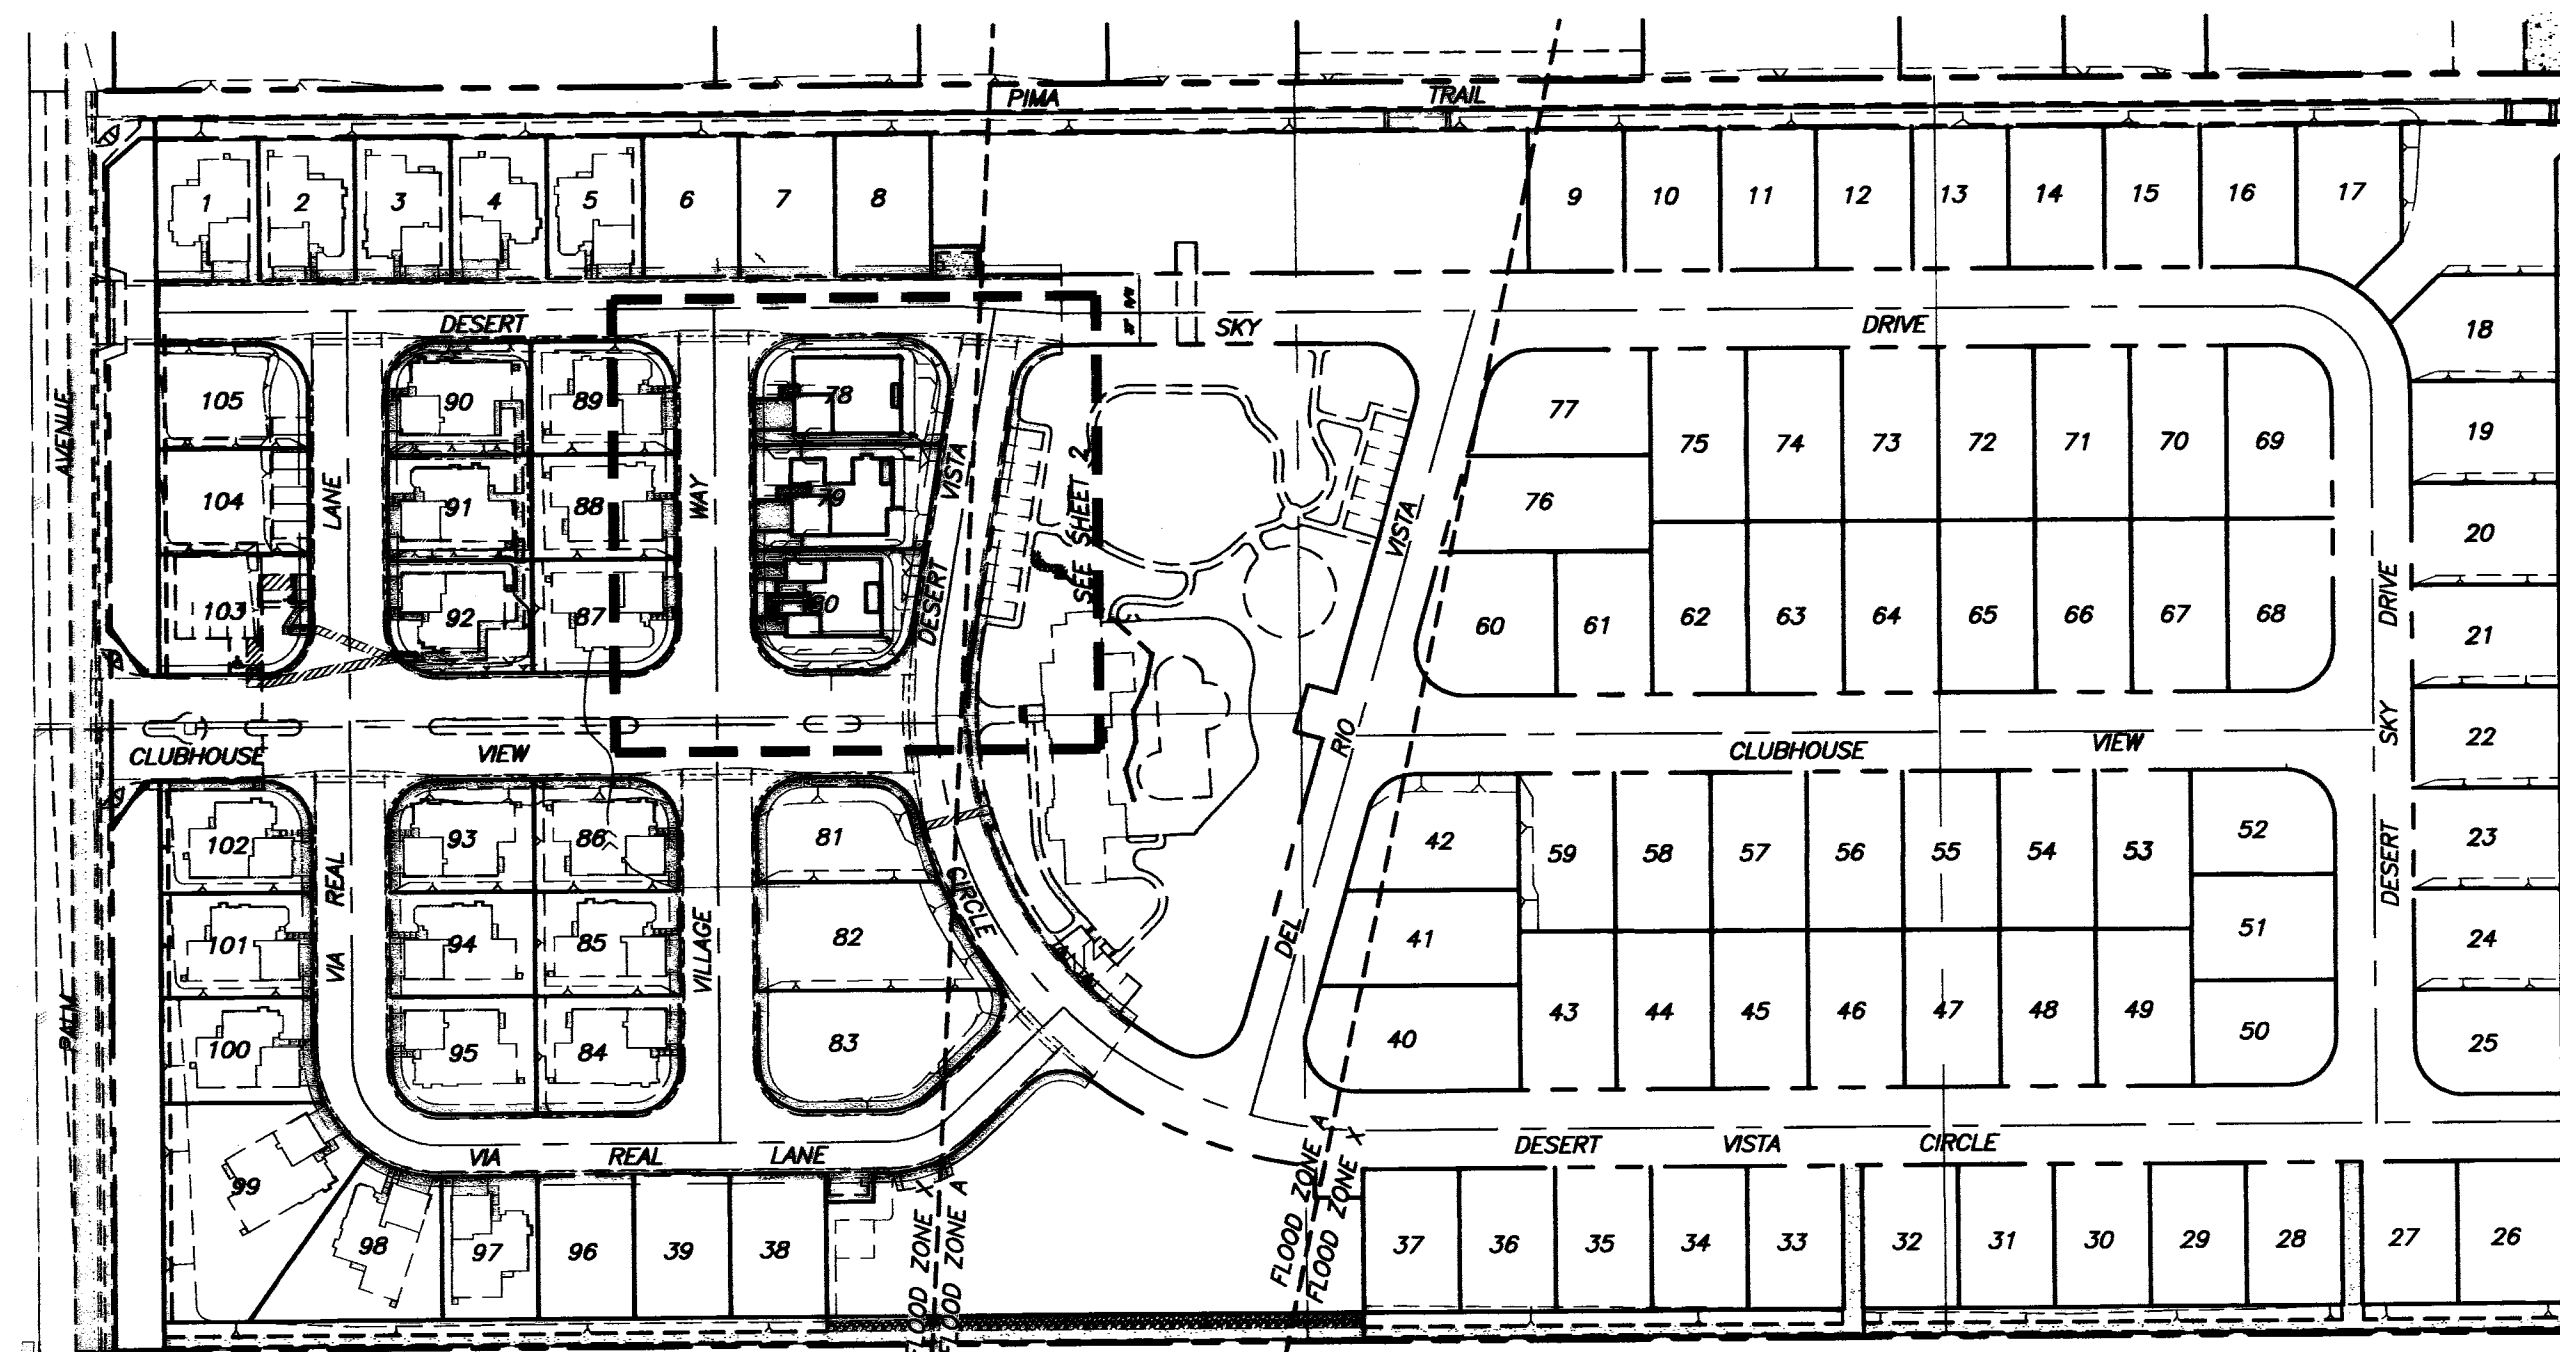 PIMA TRAIL
1 2 3 4 5 6 7 8 9 10 11 12 13 14 15 16 17
DESERT SKY DRIVE
18
105 90 89 78 77
19
75 74 73 72 71 70 69
AVENUE
104 LANE 91 88 WAY 79 VISTA SEE SHEET 2 VISTA 76
20
103 92 87 80 DESERT 60 61 62 63 64 65 66 67 68 DRIVE
21
CLUBHOUSE VIEW RIO CLUBHOUSE VIEW SKY 22
102 93 86 81 42 59 58 57 56 55 54 53 52 DESERT 23
VIA REAL CIRCLE
101 94 85 VILLAGE 82 DEL 41 51 24
PALM 100 95 84 83 40 43 44 45 46 47 48 49 50 25
VIA REAL LANE DESERT VISTA CIRCLE
99 98 97 96 39 38 37 36 35 34 33 32 31 30 29 28 27 26
FLOOD ZONE X
FLOOD ZONE A
FLOOD ZONE A
FLOOD ZONE X